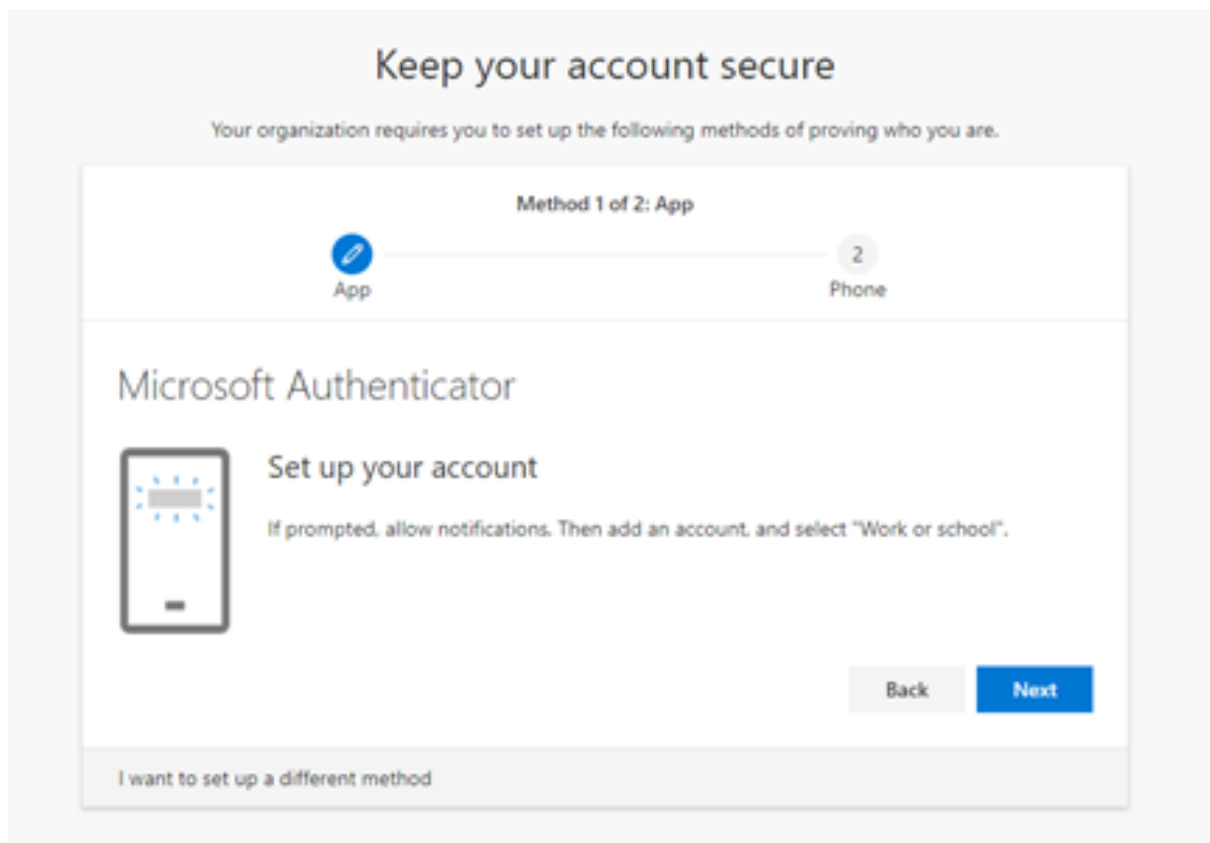 Keep your account secure
Your organization requires you to set up the following methods of proving who you are.
Method 1 of 2: App
2
App
Phone
Microsoft Authenticator
Set up your account
If prompted, allow notifications. Then add an account, and select "Work or school".
Back
Next
I want to set up a different method